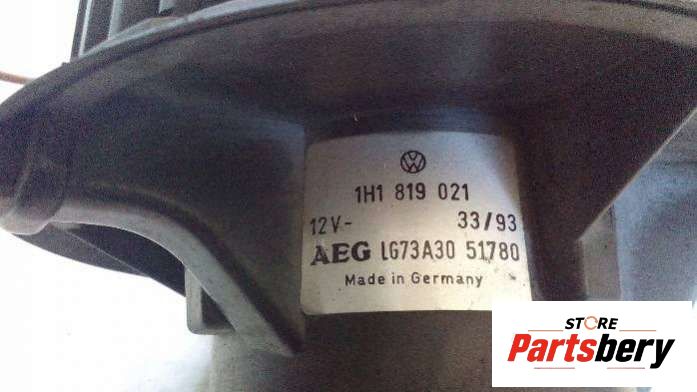 1H1 819 021
12V- 33/93
AEG LG73A30 51780
Made in Germany
STORE
Partsbery